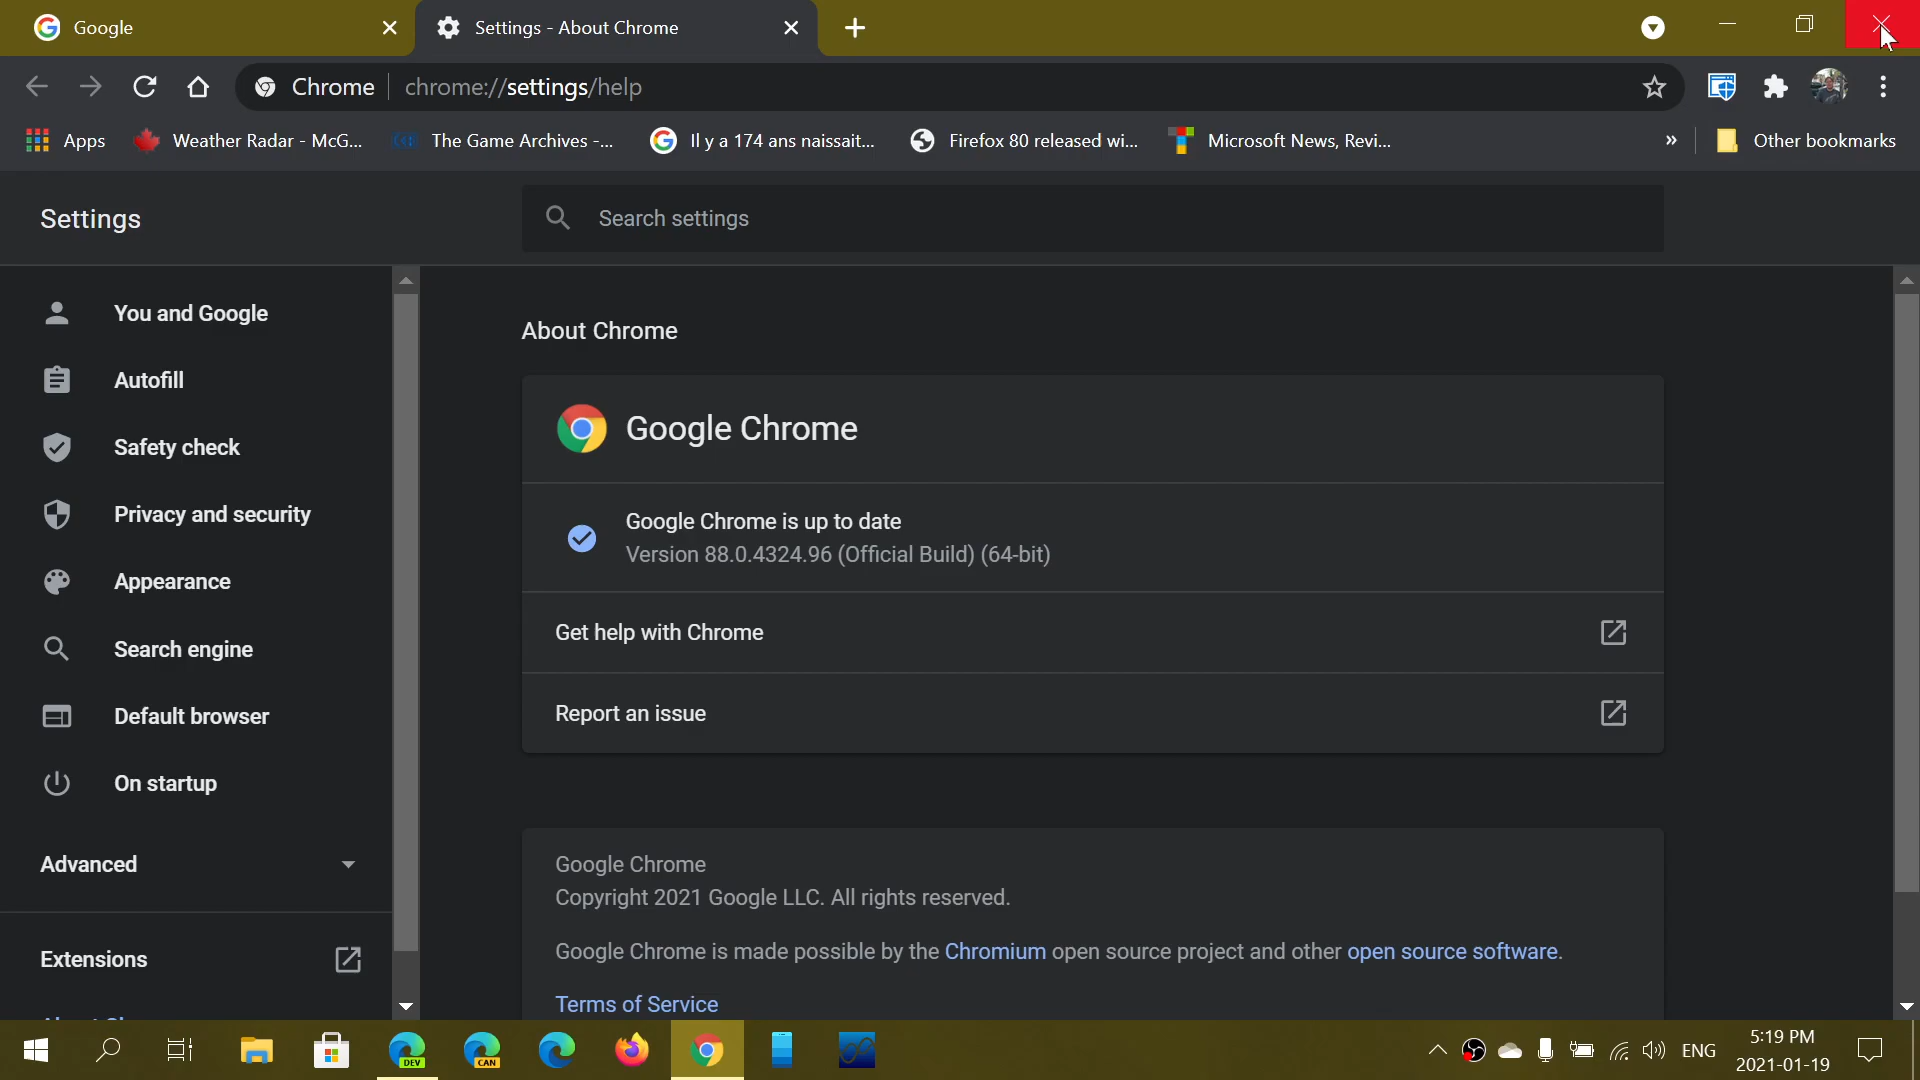 Google
Settings - About Chrome
Chrome
chrome://settings/help
Apps
Weather Radar - McG...
The Game Archives -...
Il y a 174 ans naissait...
Firefox 80 released wi...
Microsoft News, Revi...
»
Other bookmarks
Settings
Search settings
You and Google
Autofill
Safety check
Privacy and security
Appearance
Search engine
Default browser
On startup
Advanced
Extensions
About Chrome
Google Chrome
Google Chrome is up to date
Version 88.0.4324.96 (Official Build) (64-bit)
Get help with Chrome
Report an issue
Google Chrome
Copyright 2021 Google LLC. All rights reserved.
Google Chrome is made possible by the Chromium open source project and other open source software.
Terms of Service
DEV
CAN
ENG
5:19 PM
2021-01-19